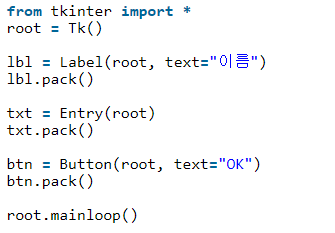 from tkinter import *
root = Tk()
lbl = Label(root, text="이름")
lbl.pack()
txt = Entry(root)
txt.pack()
btn = Button(root, text="OK")
btn.pack()
root.mainloop()